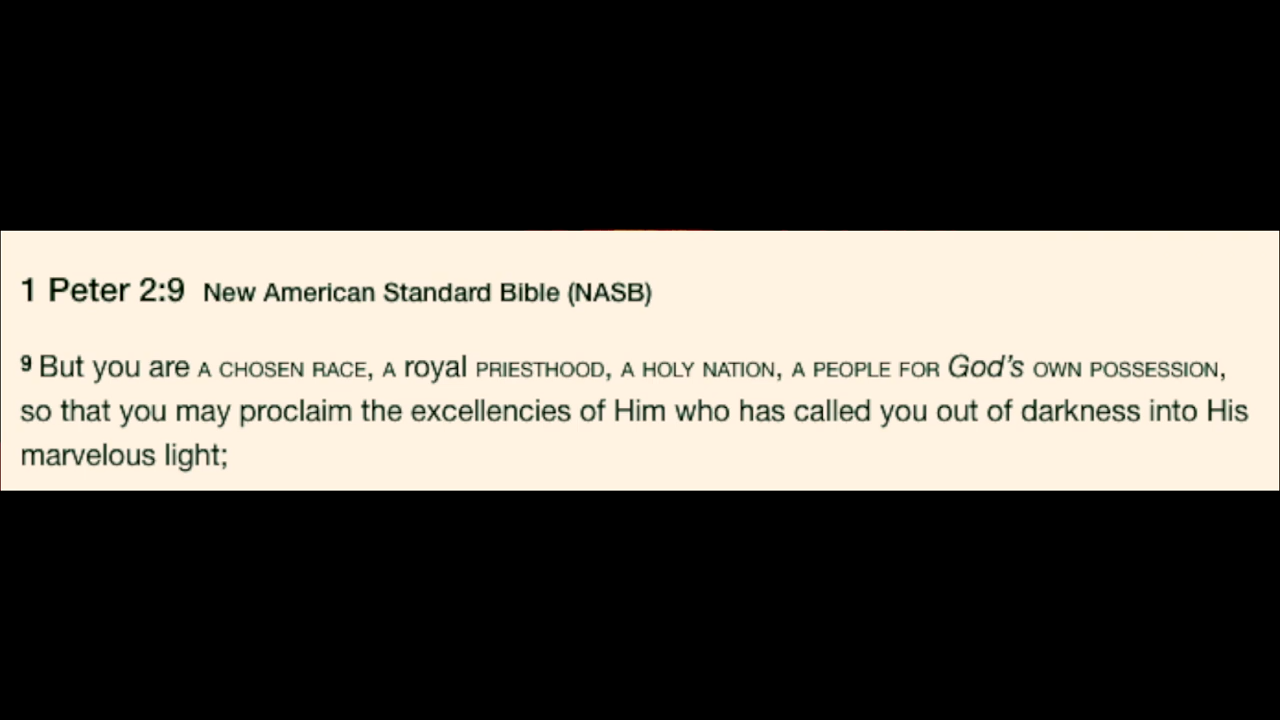 1 Peter 2:9 New American Standard Bible (NASB)
9 But you are A CHOSEN RACE, A royal PRIESTHOOD, A HOLY NATION, A PEOPLE FOR God's OWN POSSESSION,
so that you may proclaim the excellencies of Him who has called you out of darkness into His
marvelous light;